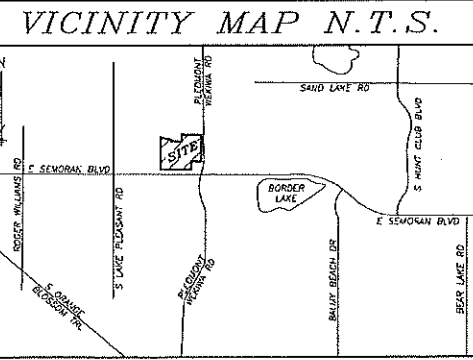 VICINITY MAP N.T.S.
PIEDMONT
WEKIWA RD
SAND LAKE RD
S HUNT CLUB BLVD
SITE
E SEMORAN BLVD
ROGER WILLIAMS RD
S LAKE PLEASANT RD
BORDER
LAKE
E SEMORAN BLVD
PIEDMONT
WEKIWA RD
BALMY BEACH DR
BEAR LAKE RD
S ORANGE
BLOSSOM TRL